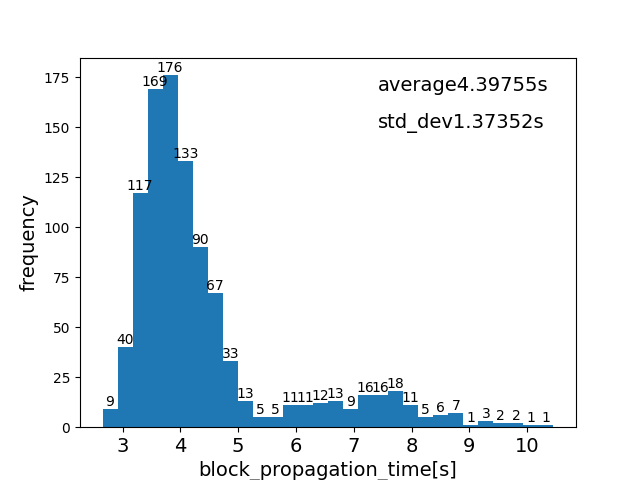 average4.39755s
std_dev1.37352s
frequency
175
150
125
100
75
50
25
0
9 40 117 169 176 133 90 67 33 13 5 5 11 11 12 13 9 16 16 18 11 5 6 7 1 3 2 2 1 1
3 4 5 6 7 8 9 10
block_propagation_time[s]